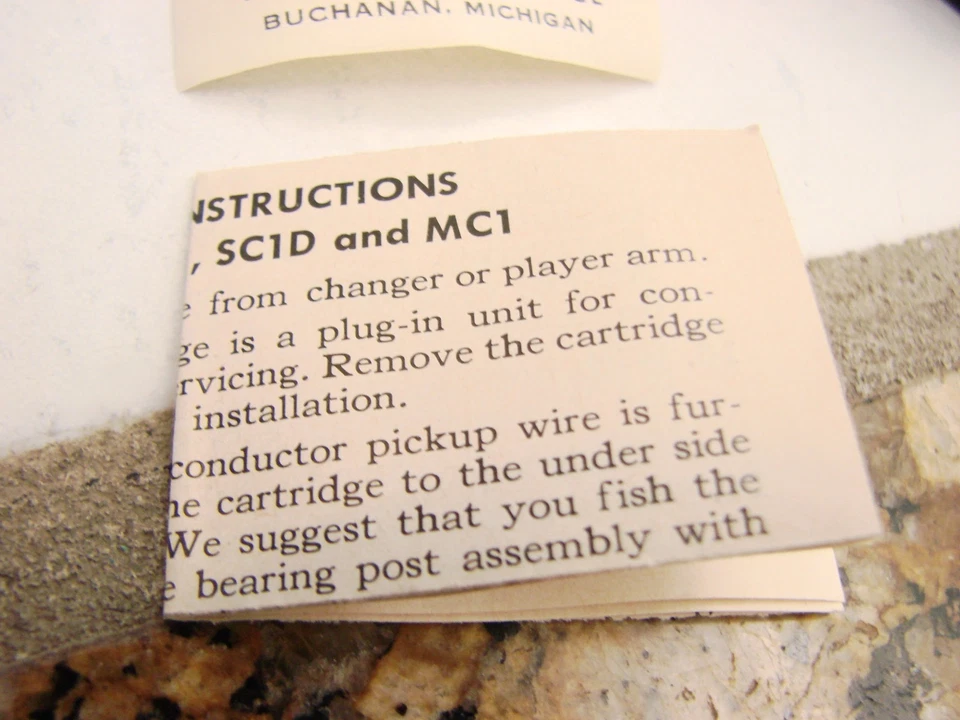 BUCHANAN, MICHIGAN
NSTRUCTIONS
, SC1D and MC1
e from changer or player arm.
ge is a plug-in unit for con-
rvicing. Remove the cartridge
installation.
conductor pickup wire is fur-
he cartridge to the under side
We suggest that you fish the
e bearing post assembly with